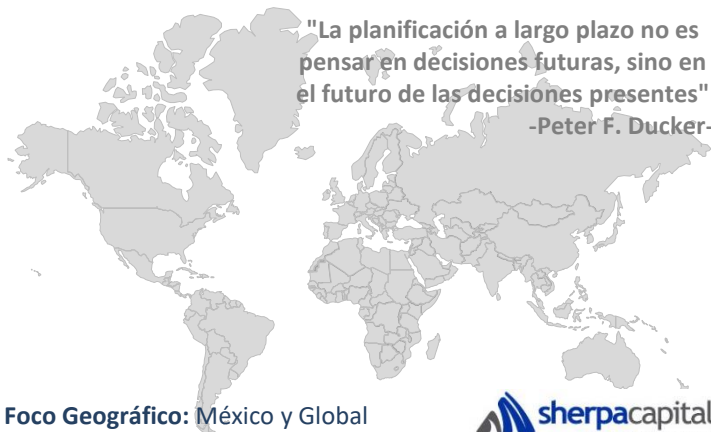 "La planificación a largo plazo no es
pensar en decisiones futuras, sino en
el futuro de las decisiones presentes"
-Peter F. Ducker-
Foco Geográfico: México y Global
sherpacapital